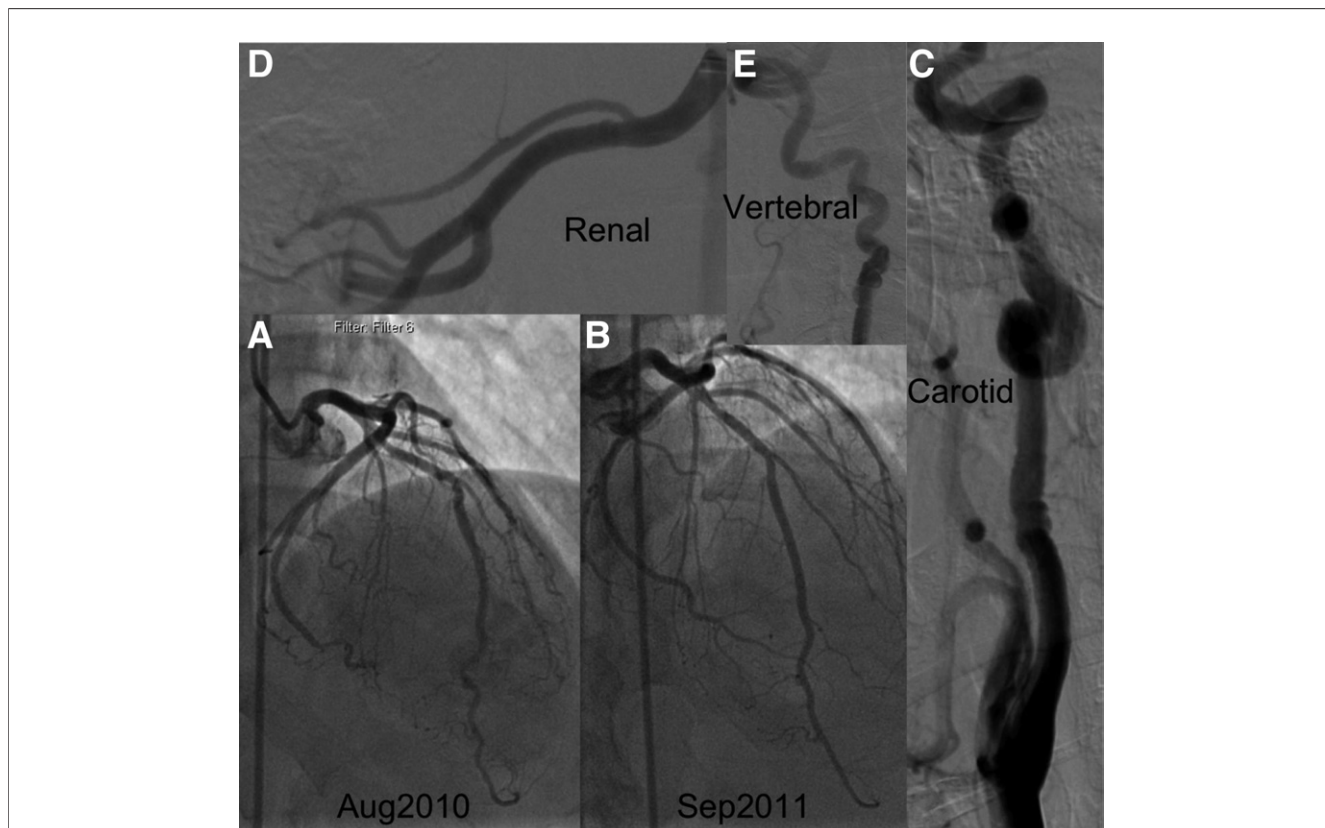 D
E
C
Renal
Vertebral
A
Filter: Filter 6
B
Carotid
Aug2010
Sep2011